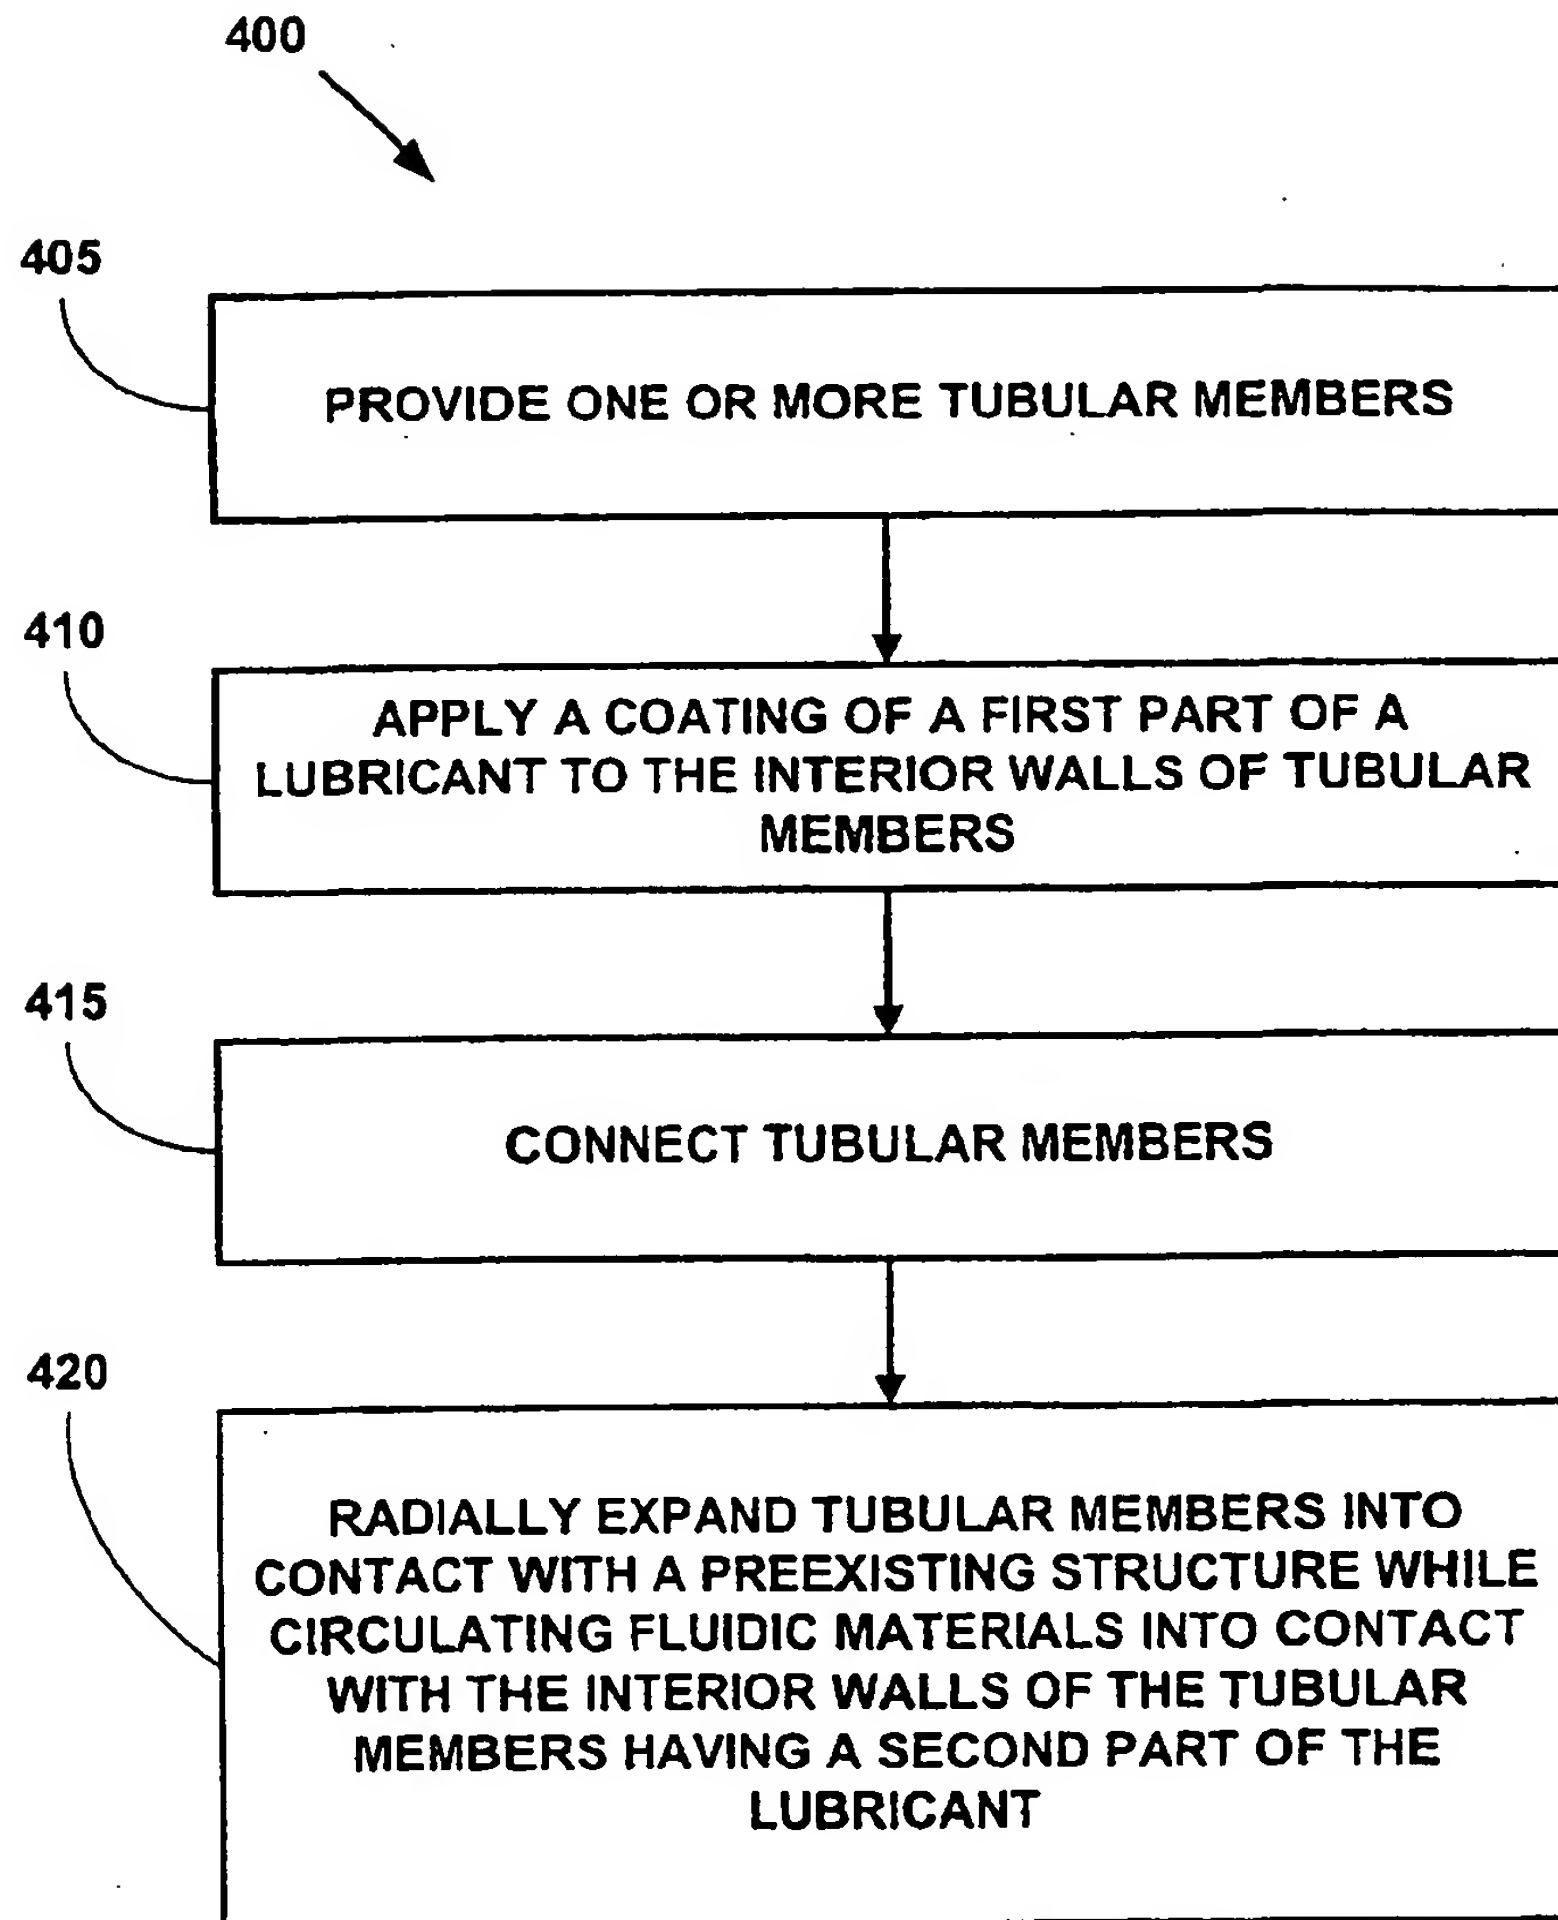 400
405
PROVIDE ONE OR MORE TUBULAR MEMBERS
410
APPLY A COATING OF A FIRST PART OF A
LUBRICANT TO THE INTERIOR WALLS OF TUBULAR
MEMBERS
415
CONNECT TUBULAR MEMBERS
420
RADIALLY EXPAND TUBULAR MEMBERS INTO
CONTACT WITH A PREEXISTING STRUCTURE WHILE
CIRCULATING FLUIDIC MATERIALS INTO CONTACT
WITH THE INTERIOR WALLS OF THE TUBULAR
MEMBERS HAVING A SECOND PART OF THE
LUBRICANT